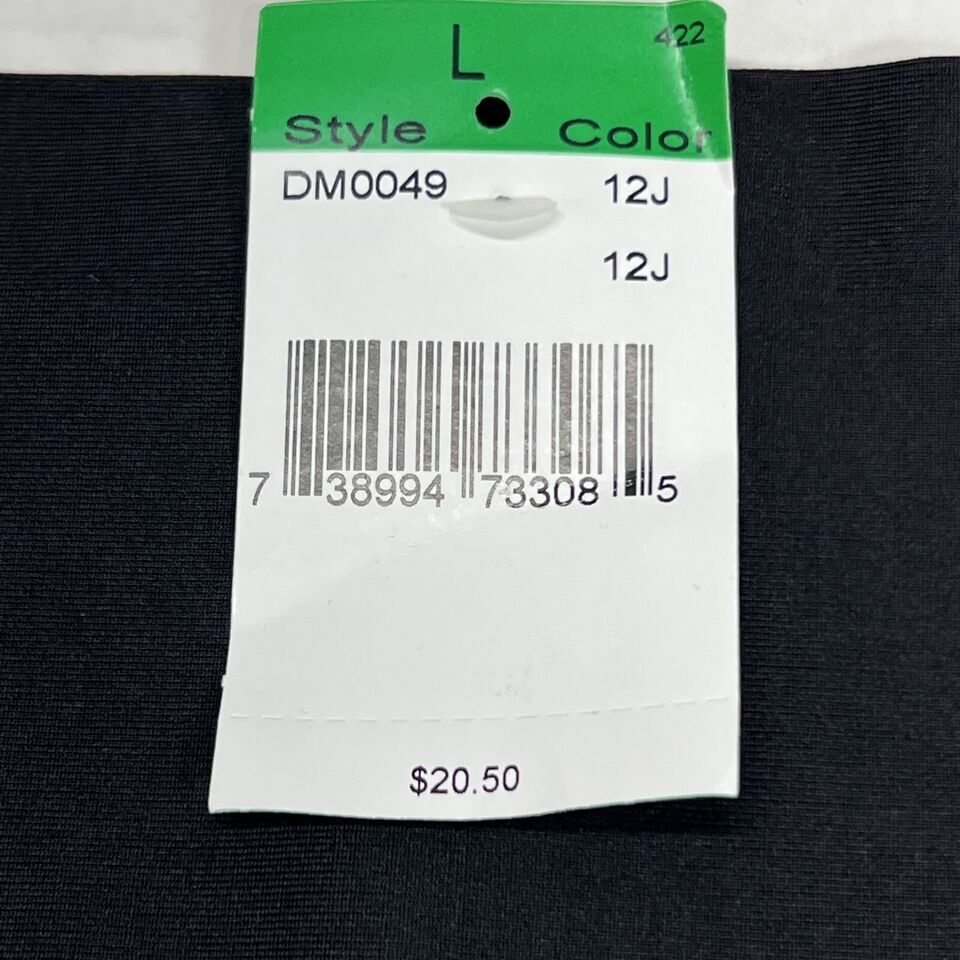 L 422
Style Color
DM0049 12J
12J
7 38994 73308 5
$20.50